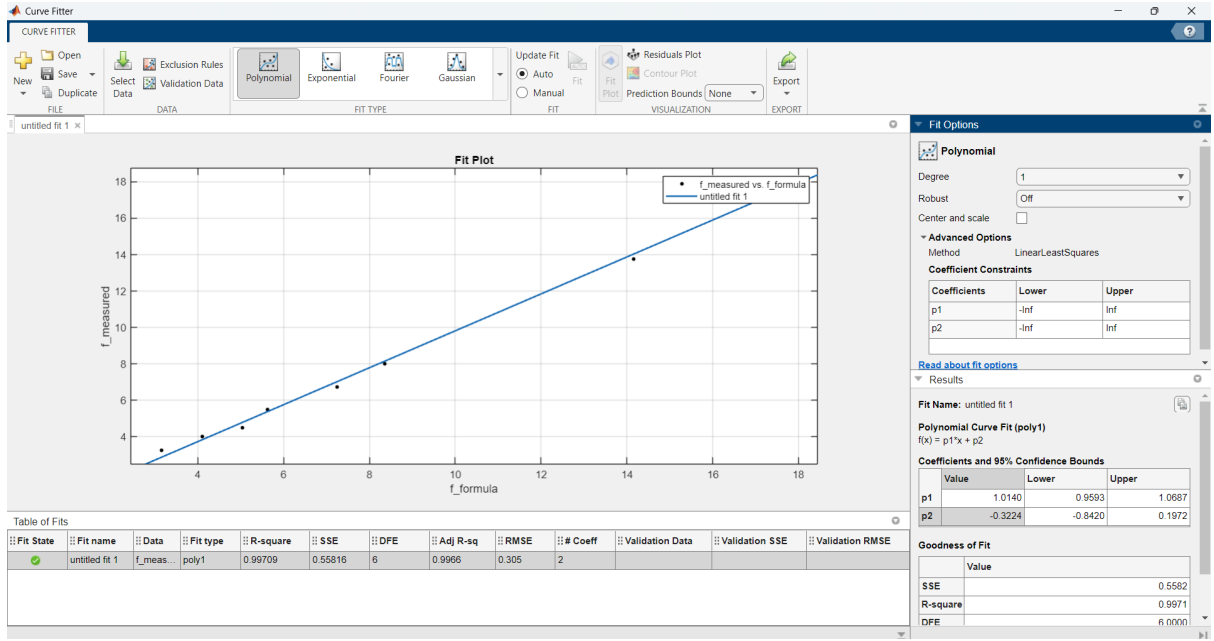 Curve Fitter
CURVE FITTER
New
Open
Save
Duplicate
FILE
Select Data
Exclusion Rules
Validation Data
DATA
Polynomial
Exponential
Fourier
Gaussian
FIT TYPE
Update Fit
Auto
Manual
Fit
FIT
Fit Plot
Residuals Plot
Contour Plot
Prediction Bounds None
VISUALIZATION
Export
EXPORT
untitled fit 1
Fit Plot
f_measured
18
16
14
12
10
8
6
4
f_measured vs. f_formula
untitled fit 1
4 6 8 10 12 14 16 18
f_formula
Table of Fits
Fit State Fit name Data Fit type R-square SSE DFE Adj R-sq RMSE # Coeff Validation Data Validation SSE Validation RMSE
untitled fit 1 f_meas... poly1 0.99709 0.55816 6 0.9966 0.305 2
Fit Options
Polynomial
Degree 1
Robust Off
Center and scale
Advanced Options
Method LinearLeastSquares
Coefficient Constraints
Coefficients Lower Upper
p1 -Inf Inf
p2 -Inf Inf
Read about fit options
Results
Fit Name: untitled fit 1
Polynomial Curve Fit (poly1)
f(x) = p1*x + p2
Coefficients and 95% Confidence Bounds
Value Lower Upper
p1 1.0140 0.9593 1.0687
p2 -0.3224 -0.8420 0.1972
Goodness of Fit
Value
SSE 0.5582
R-square 0.9971
DFE 6.0000